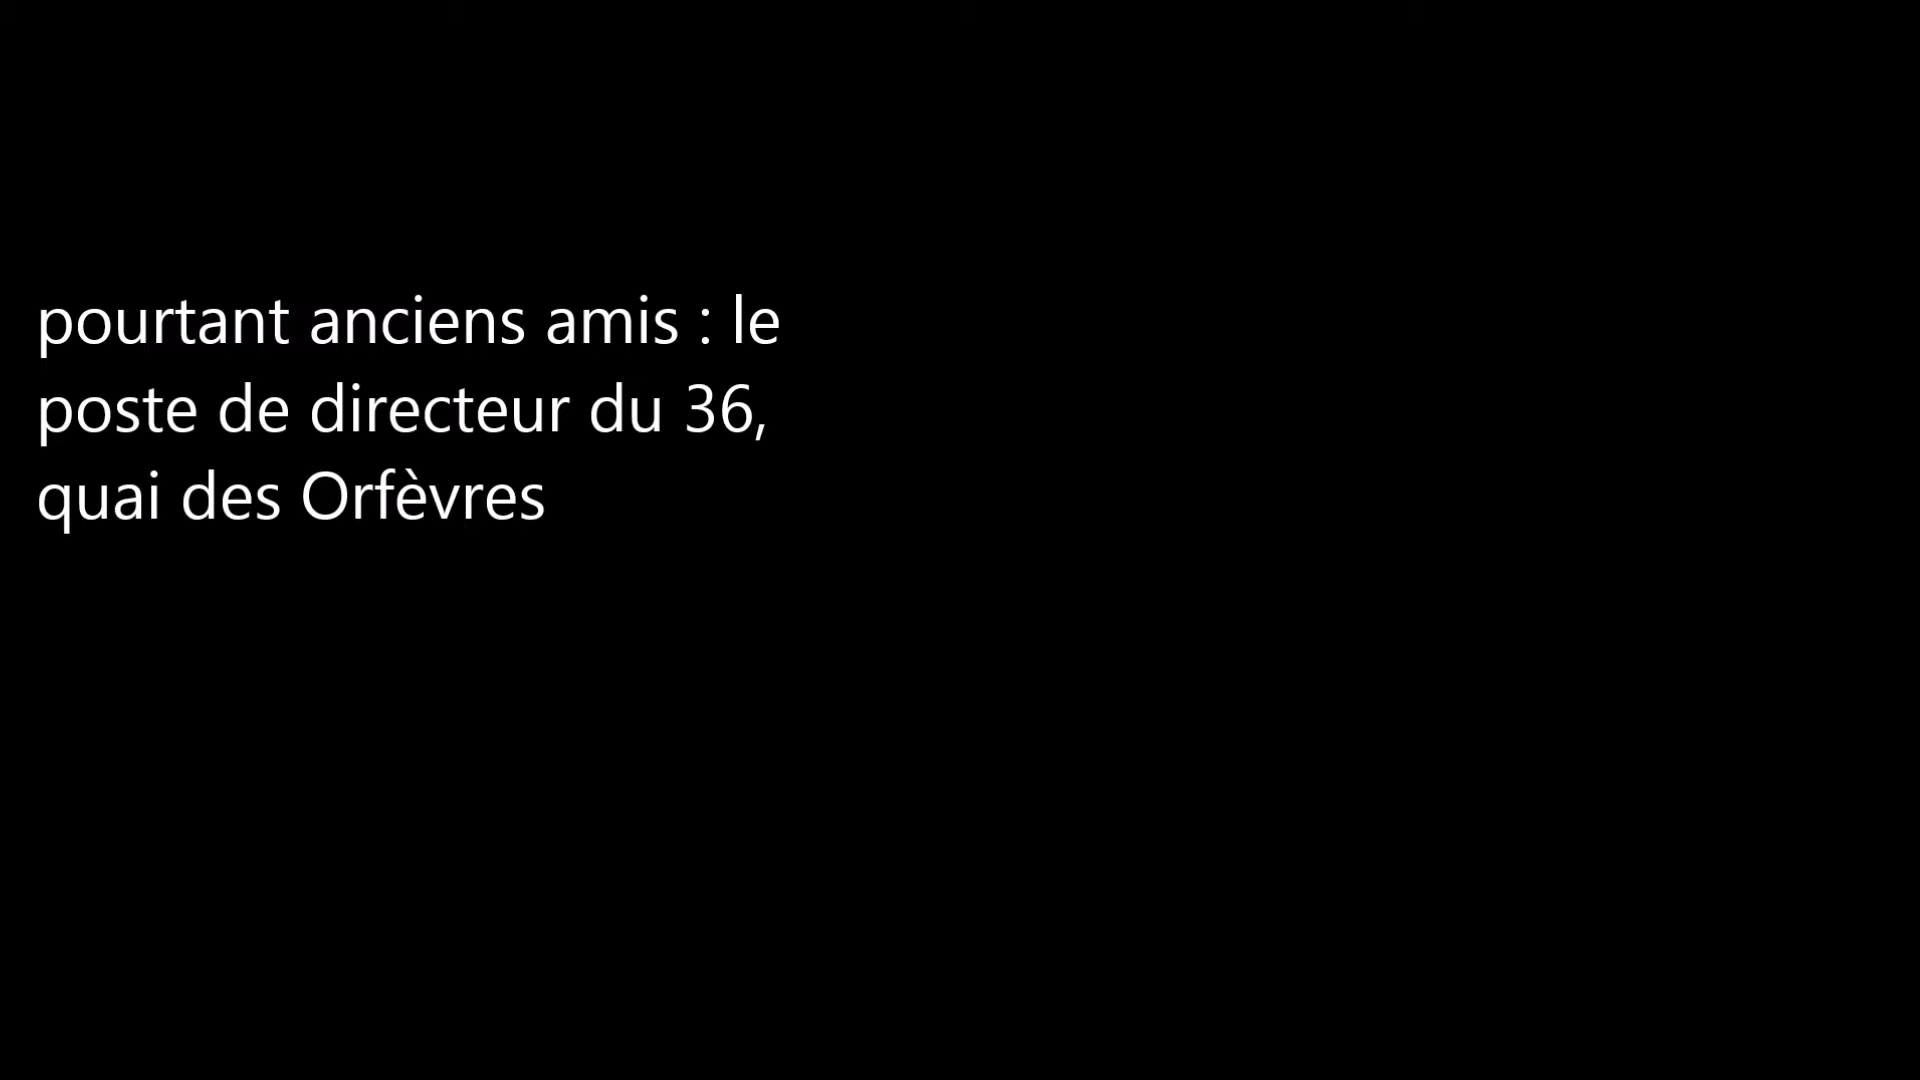 pourtant anciens amis : le
poste de directeur du 36,
quai des Orfèvres